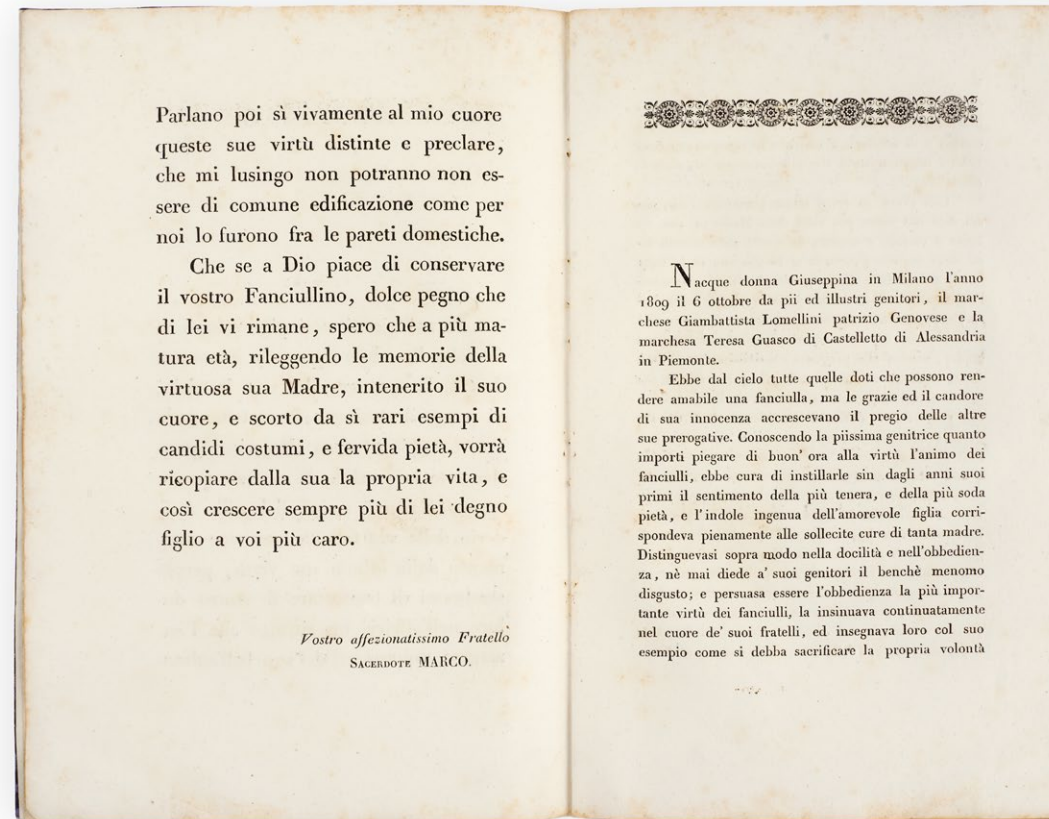 Parlano poi sì vivamente al mio cuore
queste sue virtù distinte e preclare,
che mi lusingo non potranno non es-
sere di comune edificazione come per
noi lo furono fra le pareti domestiche.
Che se a Dio piace di conservare
il vostro Fanciullino, dolce pegno che
di lei vi rimane, spero che a più ma-
tura età, rileggendo le memorie della
virtuosa sua Madre, intenerito il suo
cuore, e scorto da sì rari esempi di
candidi costumi, e fervida pietà, vorrà
ricopiare dalla sua la propria vita, e
così crescere sempre più di lei degno
figlio a voi più caro.
Vostro affezionatissimo Fratello
Sacerdote MARCO.
Nacque donna Giuseppina in Milano l'anno
1809 il 6 ottobre da pii ed illustri genitori, il mar-
chese Giambattista Lomellini patrizio Genovese e la
marchesa Teresa Guasco di Castelletto di Alessandria
in Piemonte.
Ebbe dal cielo tutte quelle doti che possono ren-
dere amabile una fanciulla, ma le grazie ed il candore
di sua innocenza accrescevano il pregio delle altre
sue prerogative. Conoscendo la piissima genitrice quanto
importi piegare di buon' ora alla virtù l'animo dei
fanciulli, ebbe cura di instillarle sin dagli anni suoi
primi il sentimento della più tenera, e della più soda
pietà, e l'indole ingenua dell'amorevole figlia corri-
spondeva pienamente alle sollecite cure di tanta madre.
Distinguevasi sopra modo nella docilità e nell'obbedien-
za, nè mai diede a' suoi genitori il benchè menomo
disgusto; e persuasa essere l'obbedienza la più impor-
tante virtù dei fanciulli, la insinuava continuatamente
nel cuore de' suoi fratelli, ed insegnava loro col suo
esempio come si debba sacrificare la propria volontà